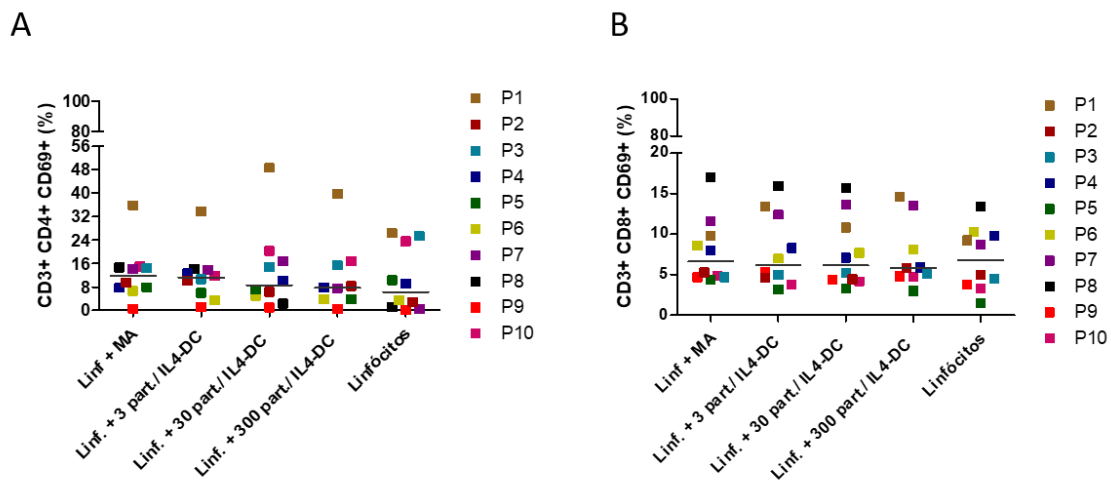 A
CD3+ CD4+ CD69+ (%)
100
80
56
48
40
32
24
16
8
0
Linf + MA
Linf. + 3 part./ IL4-DC
Linf. + 30 part./ IL4-DC
Linf. + 300 part./ IL4-DC
Linfócitos
P1
P2
P3
P4
P5
P6
P7
P8
P9
P10
B
CD3+ CD8+ CD69+ (%)
100
80
20
15
10
5
0
Linf + MA
Linf. + 3 part./ IL4-DC
Linf. + 30 part./ IL4-DC
Linf. + 300 part./ IL4-DC
Linfócitos
P1
P2
P3
P4
P5
P6
P7
P8
P9
P10